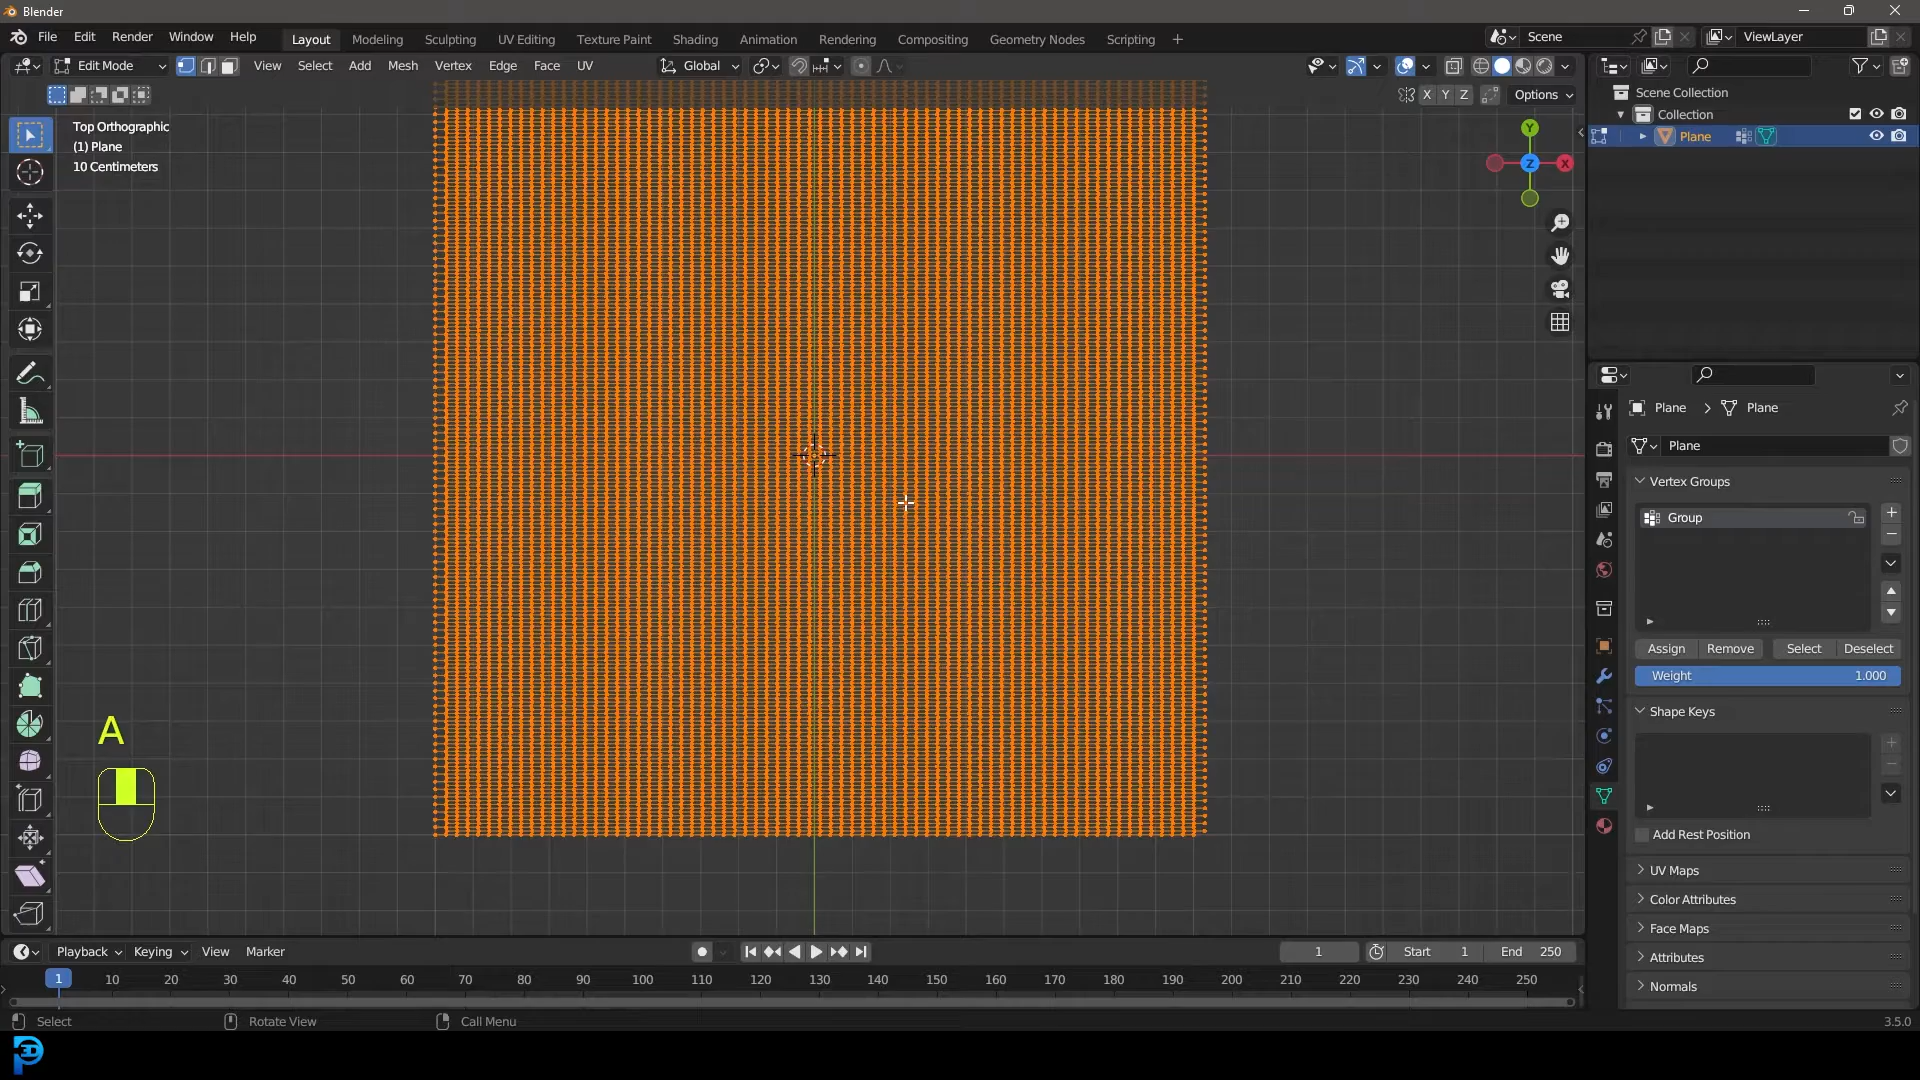 Blender
File Edit Render Window Help Layout Modeling Sculpting UV Editing Texture Paint Shading Animation Rendering Compositing Geometry Nodes Scripting + Scene ViewLayer
Edit Mode View Select Add Mesh Vertex Edge Face UV Global
X Y Z Options
Top Orthographic
(1) Plane
10 Centimeters
Y
Z X
Scene Collection
Collection
Plane
Plane > Plane
Plane
Vertex Groups
Group
Assign Remove Select Deselect
Weight 1.000
Shape Keys
Add Rest Position
UV Maps
Color Attributes
Face Maps
Attributes
Normals
A
Playback Keying View Marker 1 Start 1 End 250
1 10 20 30 40 50 60 70 80 90 100 110 120 130 140 150 160 170 180 190 200 210 220 230 240 250
Select Rotate View Call Menu 3.5.0
3D